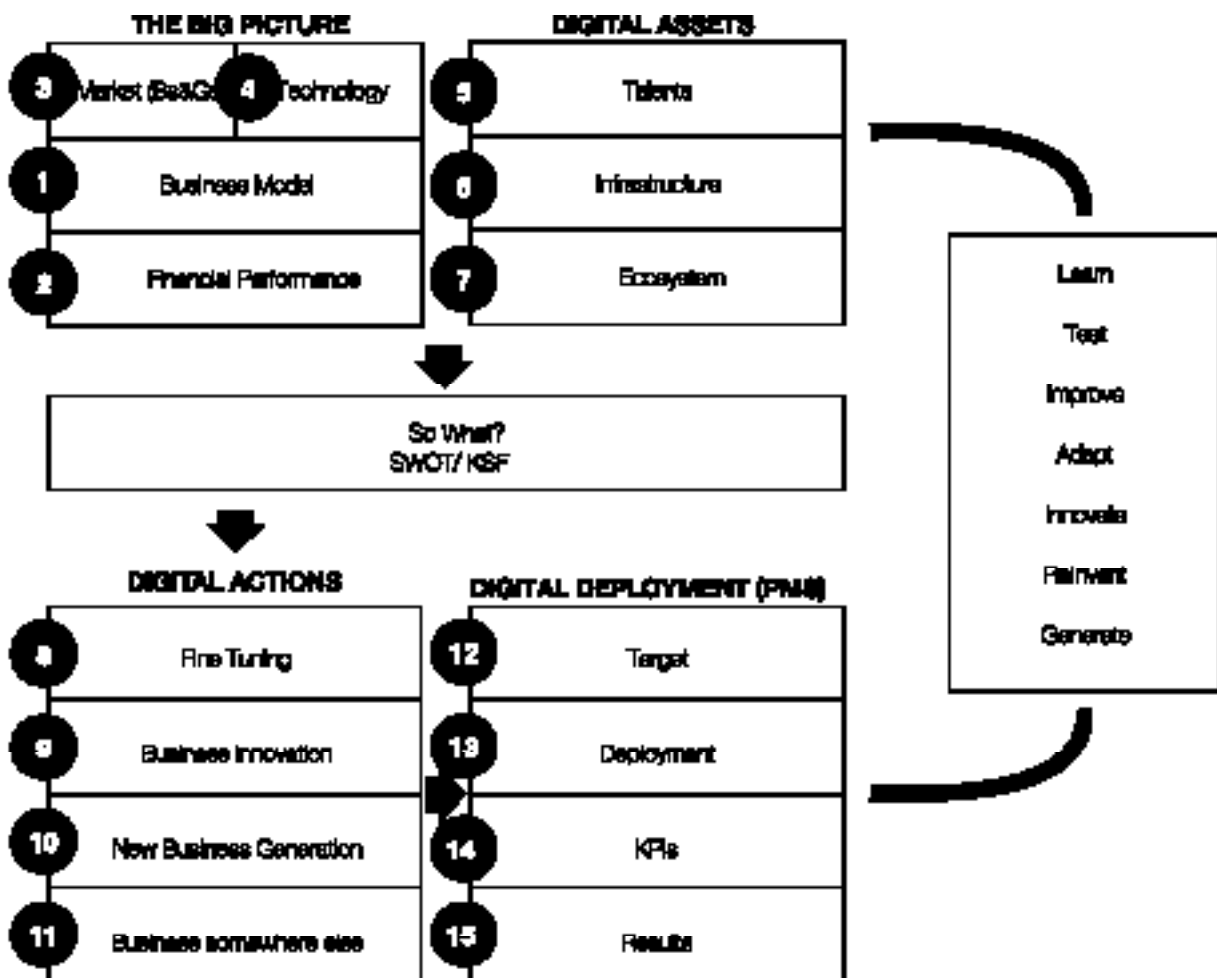 THE BIG PICTURE
DIGITAL ASSETS
3
Market
4
Technology
5
Talents
1
Business Model
6
Infrastructure
2
Financial Performance
7
Ecosystem
So What?
SWOT/ KSF
Learn
Test
Improve
Adapt
Innovate
Reinvent
Generate
DIGITAL ACTIONS
DIGITAL DEPLOYMENT
8
Fine Tuning
12
Target
9
Business Innovation
13
Deployment
10
New Business Generation
14
KPIs
11
Business somewhere else
15
Results